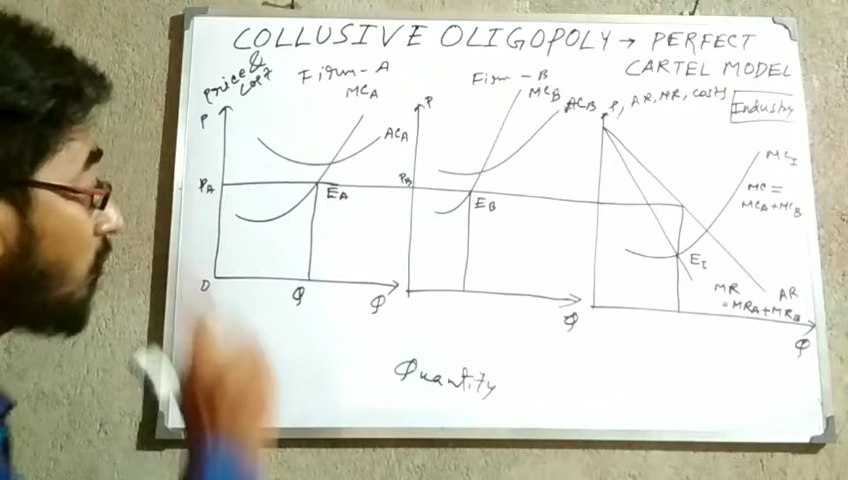 COLLUSIVE OLIGOPOLY → PERFECT
CARTEL MODEL
Price &
Cost
P
Firm - A
MCA
ACA
PA
EA
O
Q
Q
Firm - B
P
MCB
ACB
PB
EB
Q
P, AR, MR, costs
Industry
MCI
MC =
MCA + MCB
EI
MR
= MRA + MRB
AR
Q
Quantity